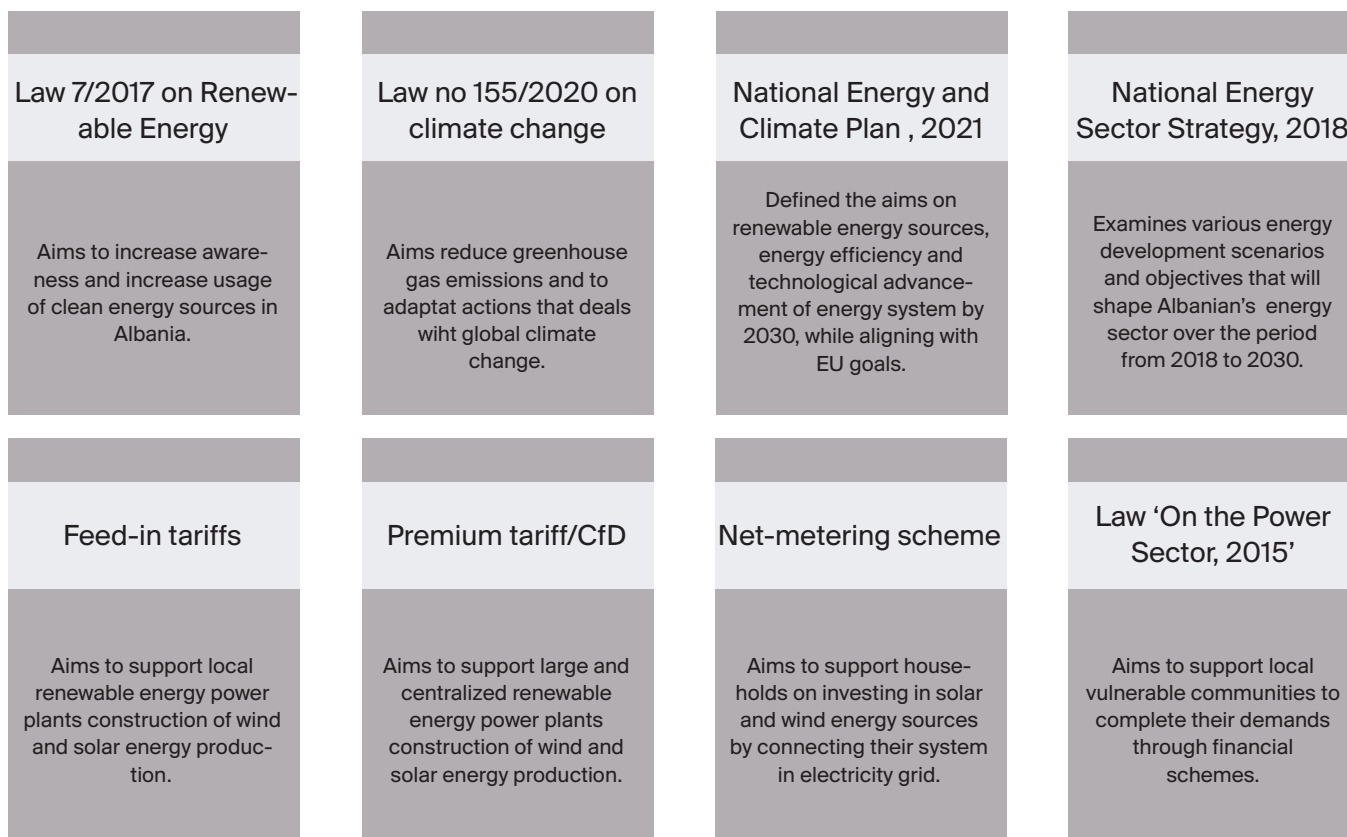 Law 7/2017 on Renew-
able Energy
Aims to increase aware-
ness and increase usage
of clean energy sources in
Albania.
Law no 155/2020 on
climate change
Aims reduce greenhouse
gas emissions and to
adaptat actions that deals
wiht global climate
change.
National Energy and
Climate Plan , 2021
Defined the aims on
renewable energy sources,
energy efficiency and
technological advance-
ment of energy system by
2030, while aligning with
EU goals.
National Energy
Sector Strategy, 2018
Examines various energy
development scenarios
and objectives that will
shape Albanian’s  energy
sector over the period
from 2018 to 2030.
Feed-in tariffs
Aims to support local
renewable energy power
plants construction of wind
and solar energy produc-
tion.
Premium tariff/CfD
Aims to support large and
centralized renewable
energy power plants
construction of wind and
solar energy production.
Net-metering scheme
Aims to support house-
holds on investing in solar
and wind energy sources
by connecting their system
in electricity grid.
Law ‘On the Power
Sector, 2015’
Aims to support local
vulnerable communities to
complete their demands
through financial
schemes.